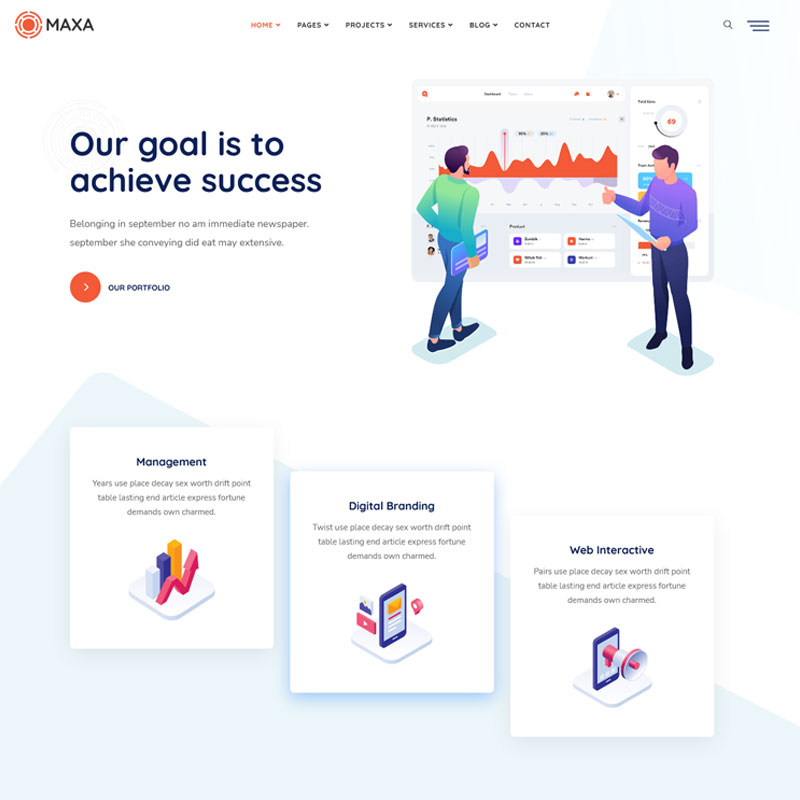 MAXA
HOME
PAGES
PROJECTS
SERVICES
BLOG
CONTACT
Our goal is to
achieve success
Belonging in september no am immediate newspaper.
september she conveying did eat may extensive.
OUR PORTFOLIO
Dashboard
P. Statistics
69
Product
Management
Years use place decay sex worth drift point
table lasting end article express fortune
demands own charmed.
Digital Branding
Twist use place decay sex worth drift point
table lasting end article express fortune
demands own charmed.
Web Interactive
Pairs use place decay sex worth drift point
table lasting end article express fortune
demands own charmed.